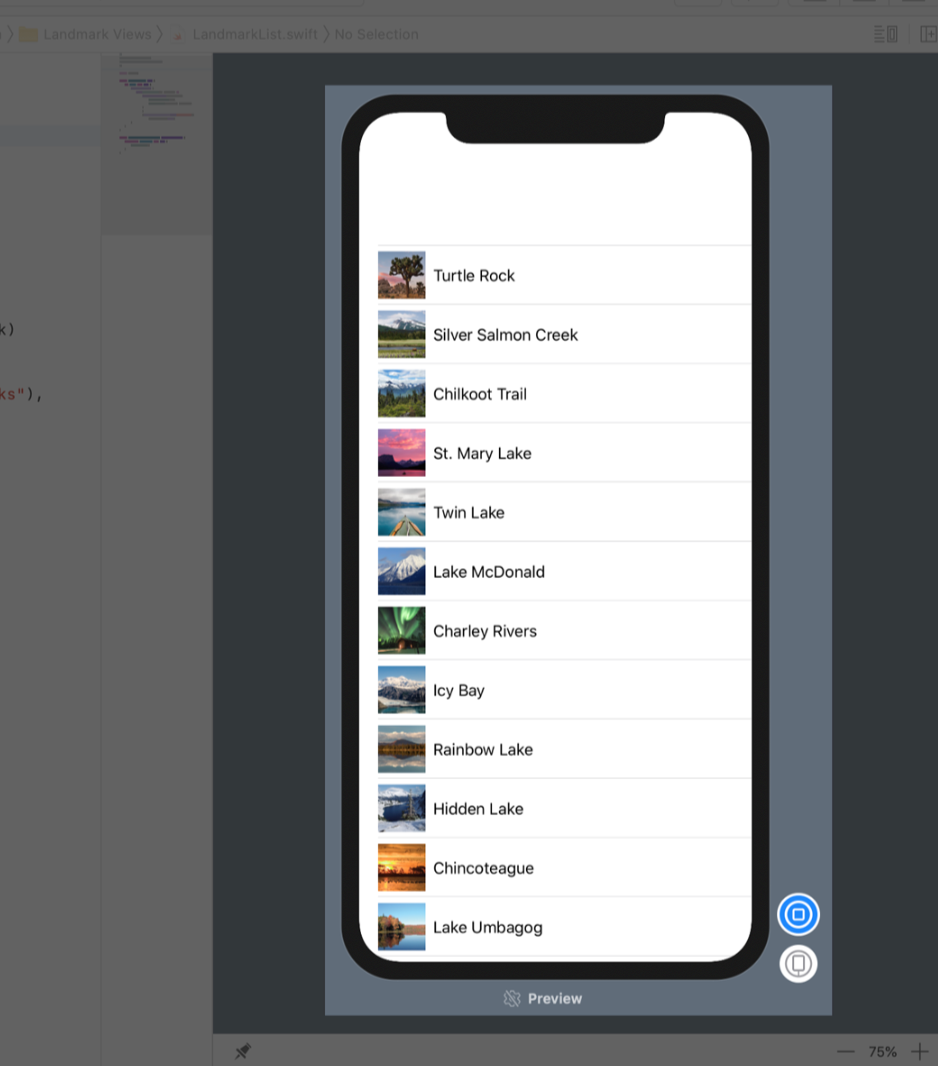 Landmark Views 〉 LandmarkList.swift 〉 No Selection
k)
ks"),
Turtle Rock
Silver Salmon Creek
Chilkoot Trail
St. Mary Lake
Twin Lake
Lake McDonald
Charley Rivers
Icy Bay
Rainbow Lake
Hidden Lake
Chincoteague
Lake Umbagog
Preview
75%